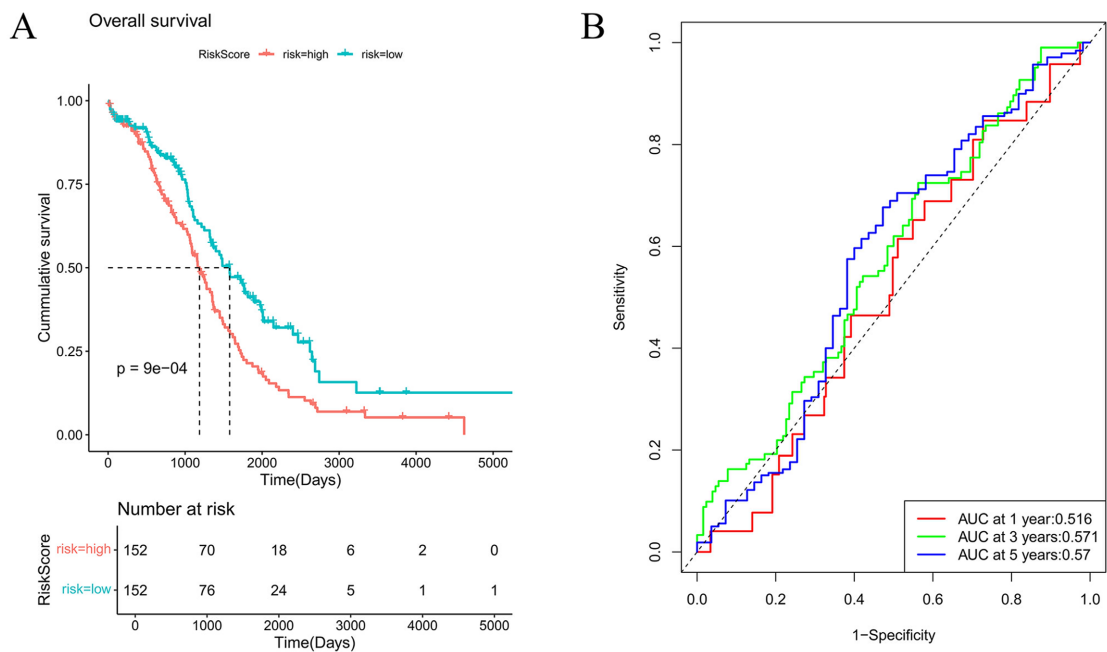 A
Overall survival
RiskScore risk=high risk=low
Cummulative survival
1.00
0.75
0.50
0.25
0.00
p = 9e−04
0 1000 2000 3000 4000 5000
Time(Days)
Number at risk
RiskScore
risk=high 152 70 18 6 2 0
risk=low 152 76 24 5 1 1
0 1000 2000 3000 4000 5000
Time(Days)
B
Sensitivity
1.0
0.8
0.6
0.4
0.2
0.0
AUC at 1 year:0.516
AUC at 3 years:0.571
AUC at 5 years:0.57
0.0 0.2 0.4 0.6 0.8 1.0
1−Specificity